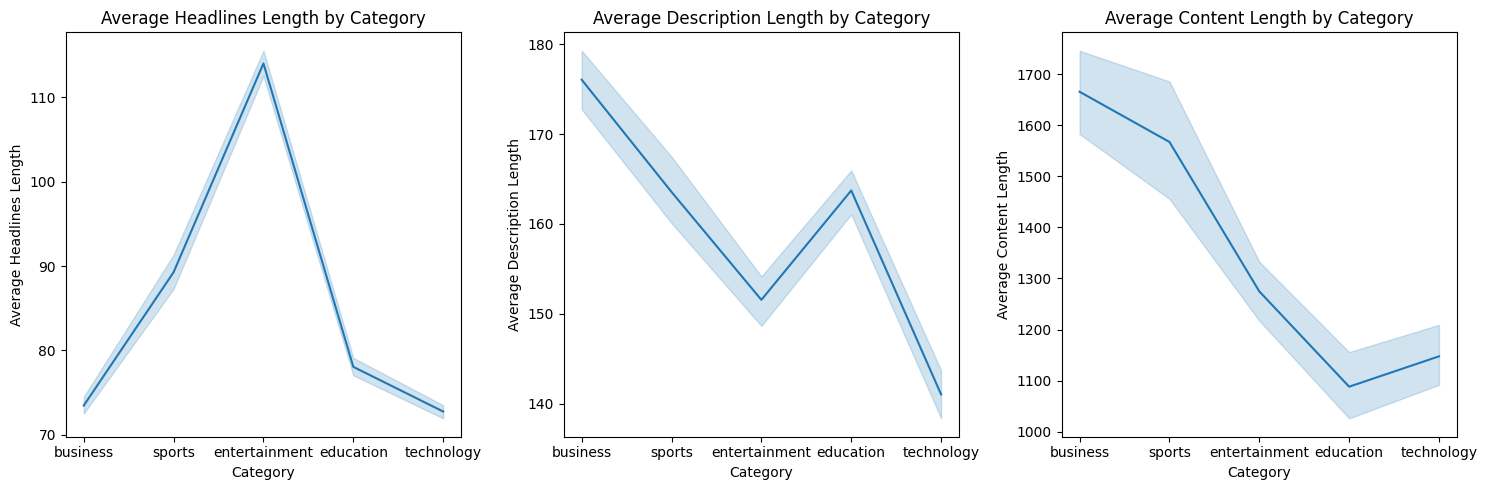 Average Headlines Length by Category
Average Headlines Length
110
100
90
80
70
business sports entertainment education technology
Category
Average Description Length by Category
Average Description Length
180
170
160
150
140
business sports entertainment education technology
Category
Average Content Length by Category
Average Content Length
1700
1600
1500
1400
1300
1200
1100
1000
business sports entertainment education technology
Category